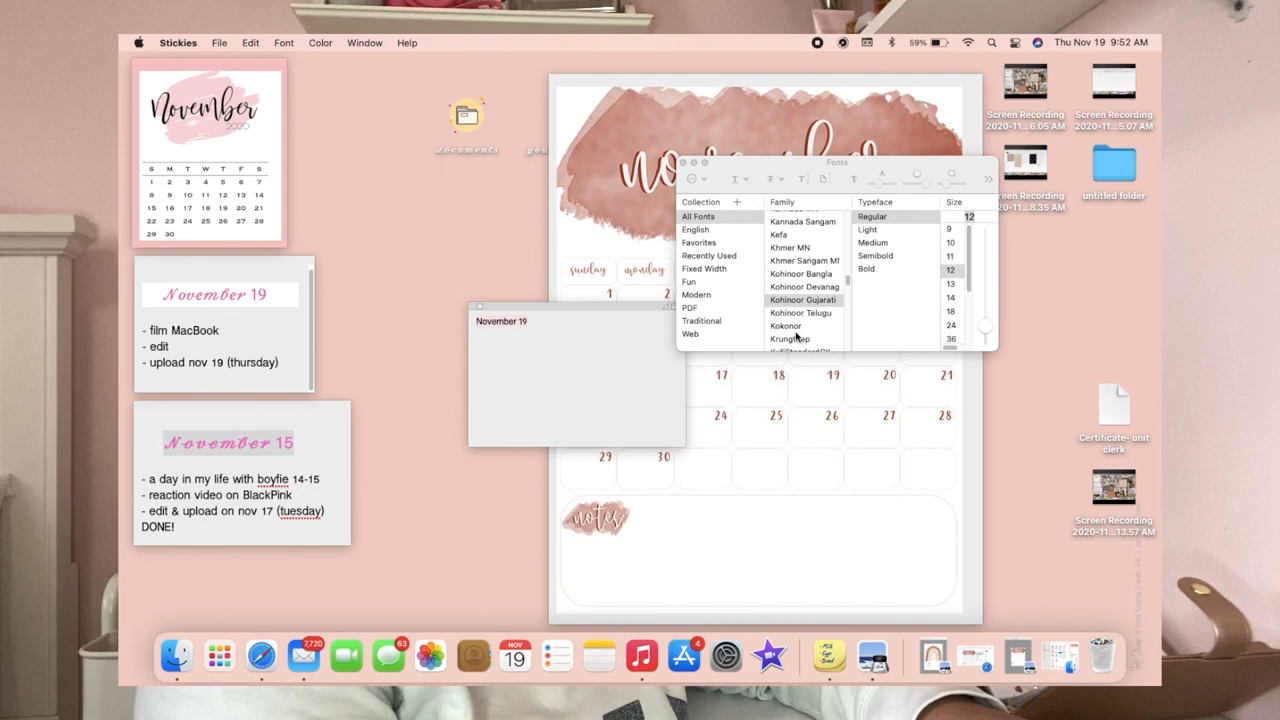 Stickies File Edit Font Color Window Help
59% Thu Nov 19 9:52 AM
November
2020
S M T W T F S
1 2 3 4 5 6 7
8 9 10 11 12 13 14
15 16 17 18 19 20 21
22 23 24 25 26 27 28
29 30
November 19
- film MacBook
- edit
- upload nov 19 (thursday)
November 15
- a day in my life with boyfie 14-15
- reaction video on BlackPink
- edit & upload on nov 17 (tuesday)
DONE!
documents
you
November 19
Fonts
Collection + Family Typeface Size
All Fonts
English
Favorites
Recently Used
Fixed Width
Fun
Modern
PDF
Traditional
Web
Kannada Sangam
Kefa
Khmer MN
Khmer Sangam MN
Kohinoor Bangla
Kohinoor Devanag
Kohinoor Gujarati
Kohinoor Telugu
Kokonor
Krungthep
Regular
Light
Medium
Semibold
Bold
12
9
10
11
12
13
14
18
24
36
sunday monday
1 2
17 18 19 20 21
24 25 26 27 28
29 30
notes
Screen Recording
2020-11...6.05 AM
Screen Recording
2020-11...5.07 AM
Screen Recording
2020-11...8.35 AM
untitled folder
Certificate- unit
clerk
Screen Recording
2020-11...13.57 AM
7,720
63
NOV
19
4